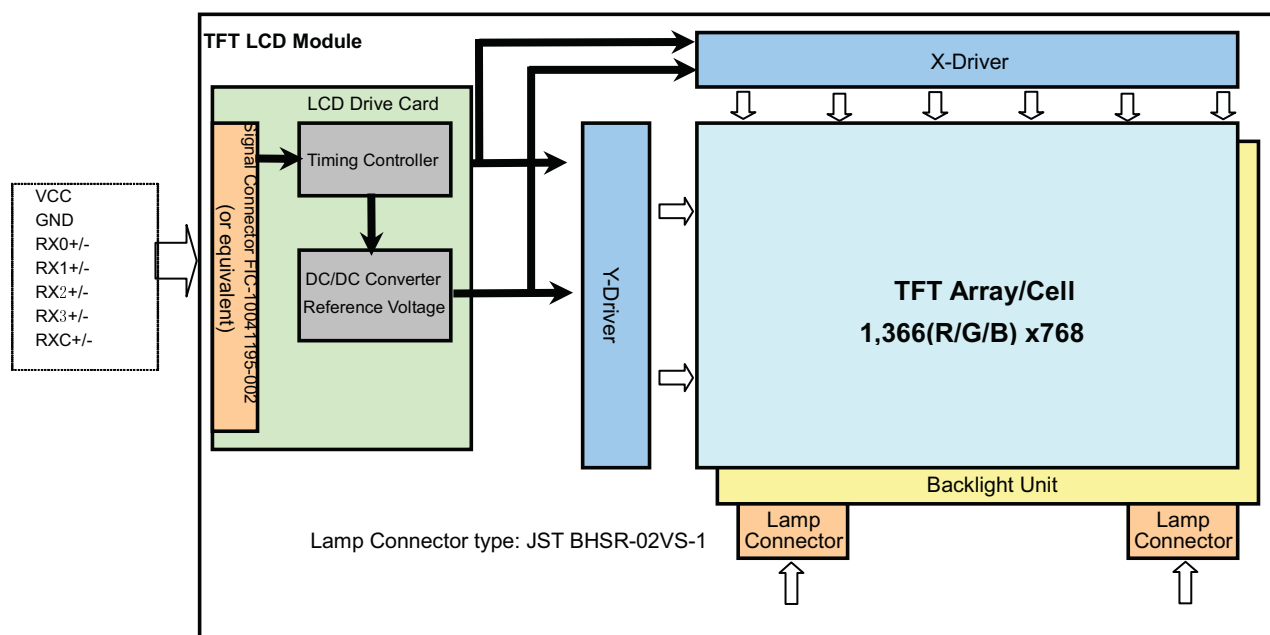 TFT LCD Module
X-Driver
LCD Drive Card
Signal Connector FIC-10041195-002
(or equivalent)
Timing Controller
VCC
GND
RX0+/-
RX1+/-
RX2+/-
RX3+/-
RXC+/-
DC/DC Converter
Reference Voltage
Y-Driver
TFT Array/Cell
1,366(R/G/B) x768
Backlight Unit
Lamp
Connector
Lamp
Connector
Lamp Connector type: JST BHSR-02VS-1